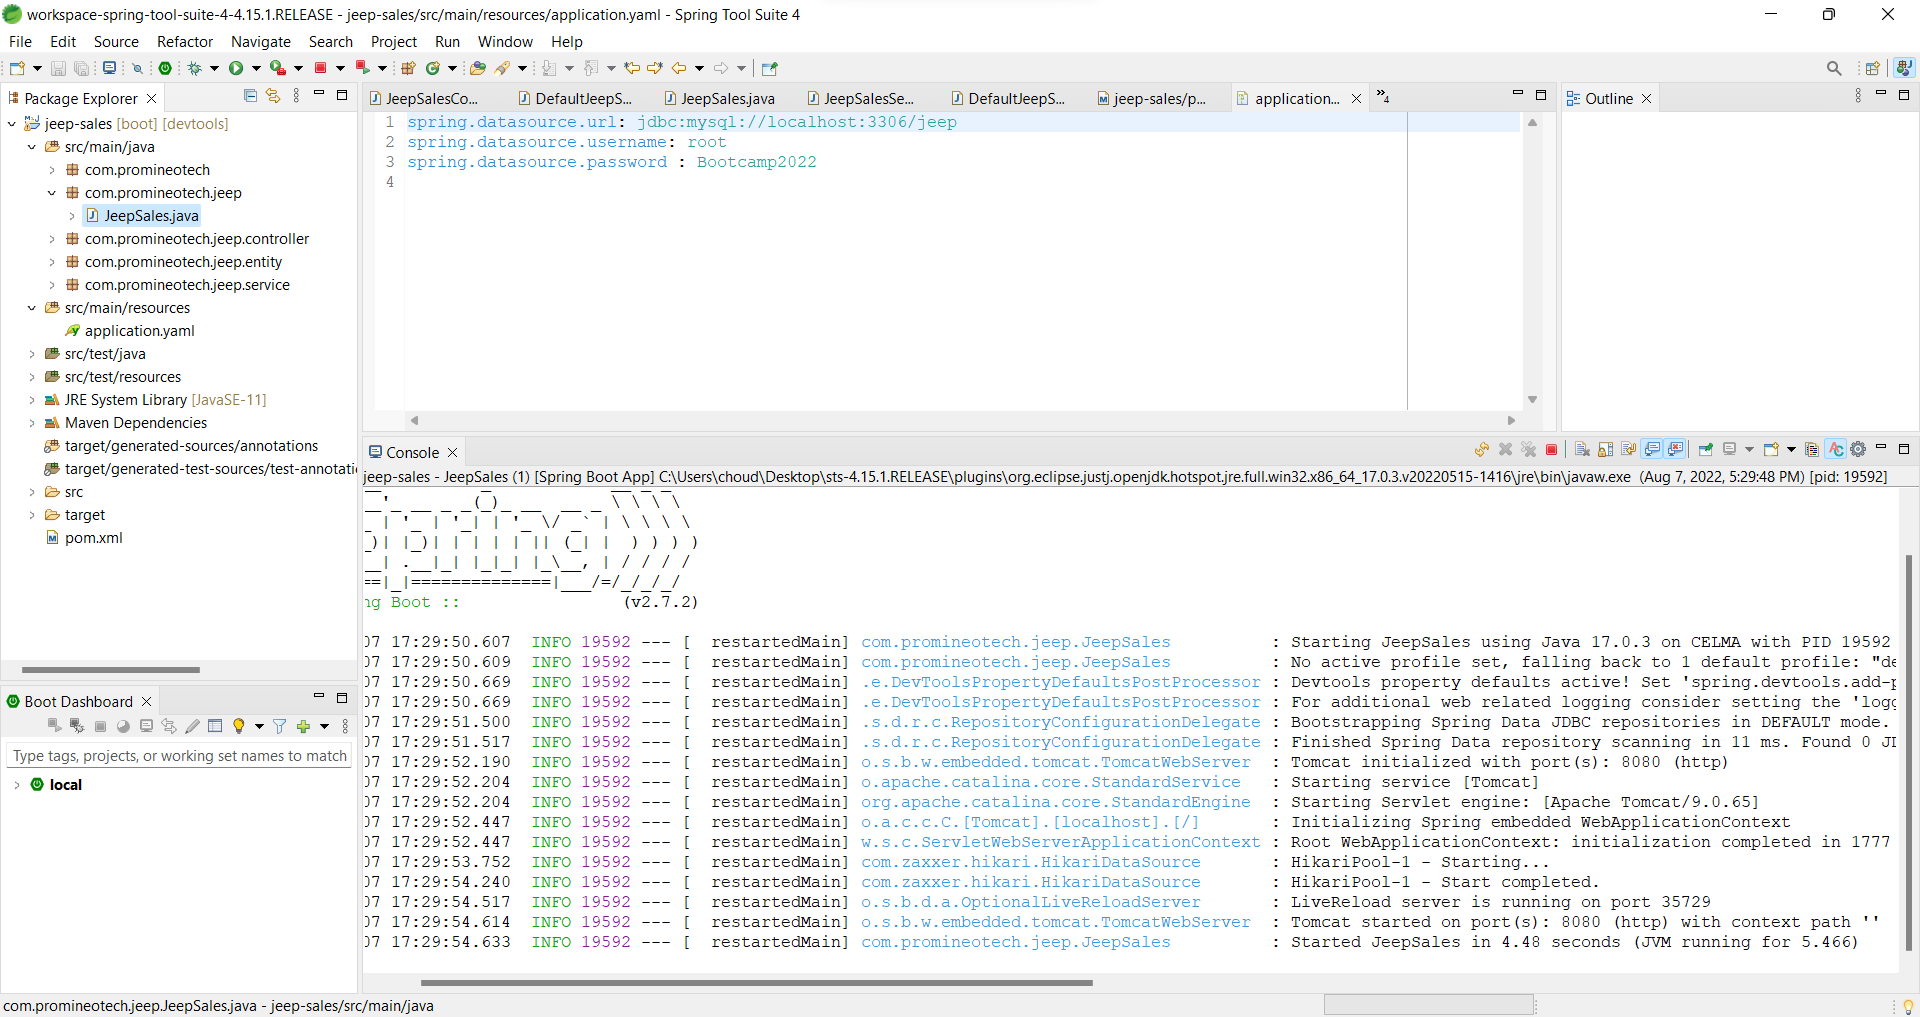 workspace-spring-tool-suite-4-4.15.1.RELEASE - jeep-sales/src/main/resources/application.yaml - Spring Tool Suite 4
File Edit Source Refactor Navigate Search Project Run Window Help
Package Explorer
jeep-sales [boot] [devtools]
src/main/java
com.promineotech
com.promineotech.jeep
JeepSales.java
com.promineotech.jeep.controller
com.promineotech.jeep.entity
com.promineotech.jeep.service
src/main/resources
application.yaml
src/test/java
src/test/resources
JRE System Library [JavaSE-11]
Maven Dependencies
target/generated-sources/annotations
target/generated-test-sources/test-annotati
src
target
pom.xml
Boot Dashboard
Type tags, projects, or working set names to match
local
JeepSalesCo... DefaultJeepS... JeepSales.java JeepSalesSe... DefaultJeepS... jeep-sales/p... application... »4
1 spring.datasource.url: jdbc:mysql://localhost:3306/jeep
2 spring.datasource.username: root
3 spring.datasource.password : Bootcamp2022
4
Outline
Console
jeep-sales - JeepSales (1) [Spring Boot App] C:\Users\choud\Desktop\sts-4.15.1.RELEASE\plugins\org.eclipse.justj.openjdk.hotspot.jre.full.win32.x86_64_17.0.3.v20220515-1416\jre\bin\javaw.exe (Aug 7, 2022, 5:29:48 PM) [pid: 19592]
ng Boot :: (v2.7.2)
07 17:29:50.607 INFO 19592 --- [ restartedMain] com.promineotech.jeep.JeepSales : Starting JeepSales using Java 17.0.3 on CELMA with PID 19592
07 17:29:50.609 INFO 19592 --- [ restartedMain] com.promineotech.jeep.JeepSales : No active profile set, falling back to 1 default profile: "de
07 17:29:50.669 INFO 19592 --- [ restartedMain] .e.DevToolsPropertyDefaultsPostProcessor : Devtools property defaults active! Set 'spring.devtools.add-p
07 17:29:50.669 INFO 19592 --- [ restartedMain] .e.DevToolsPropertyDefaultsPostProcessor : For additional web related logging consider setting the 'logg
07 17:29:51.500 INFO 19592 --- [ restartedMain] .s.d.r.c.RepositoryConfigurationDelegate : Bootstrapping Spring Data JDBC repositories in DEFAULT mode.
07 17:29:51.517 INFO 19592 --- [ restartedMain] .s.d.r.c.RepositoryConfigurationDelegate : Finished Spring Data repository scanning in 11 ms. Found 0 JD
07 17:29:52.190 INFO 19592 --- [ restartedMain] o.s.b.w.embedded.tomcat.TomcatWebServer : Tomcat initialized with port(s): 8080 (http)
07 17:29:52.204 INFO 19592 --- [ restartedMain] o.apache.catalina.core.StandardService : Starting service [Tomcat]
07 17:29:52.204 INFO 19592 --- [ restartedMain] org.apache.catalina.core.StandardEngine : Starting Servlet engine: [Apache Tomcat/9.0.65]
07 17:29:52.447 INFO 19592 --- [ restartedMain] o.a.c.c.C.[Tomcat].[localhost].[/] : Initializing Spring embedded WebApplicationContext
07 17:29:52.447 INFO 19592 --- [ restartedMain] w.s.c.ServletWebServerApplicationContext : Root WebApplicationContext: initialization completed in 1777
07 17:29:53.752 INFO 19592 --- [ restartedMain] com.zaxxer.hikari.HikariDataSource : HikariPool-1 - Starting...
07 17:29:54.240 INFO 19592 --- [ restartedMain] com.zaxxer.hikari.HikariDataSource : HikariPool-1 - Start completed.
07 17:29:54.517 INFO 19592 --- [ restartedMain] o.s.b.d.a.OptionalLiveReloadServer : LiveReload server is running on port 35729
07 17:29:54.614 INFO 19592 --- [ restartedMain] o.s.b.w.embedded.tomcat.TomcatWebServer : Tomcat started on port(s): 8080 (http) with context path ''
07 17:29:54.633 INFO 19592 --- [ restartedMain] com.promineotech.jeep.JeepSales : Started JeepSales in 4.48 seconds (JVM running for 5.466)
com.promineotech.jeep.JeepSales.java - jeep-sales/src/main/java